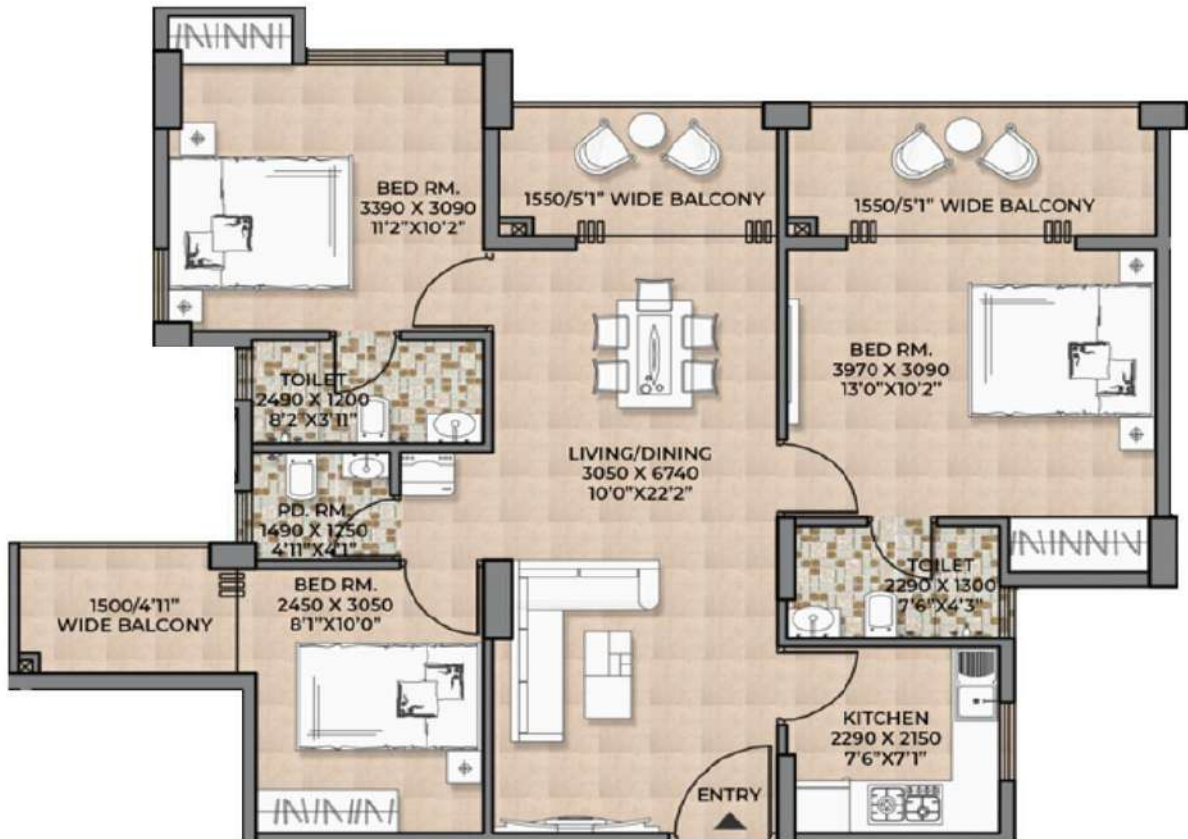 BED RM.
3390 X 3090
11'2"X10'2"
1550/5'1" WIDE BALCONY
1550/5'1" WIDE BALCONY
BED RM.
3970 X 3090
13'0"X10'2"
TOILET
2490 X 1200
8'2"X3'11"
LIVING/DINING
3050 X 6740
10'0"X22'2"
PD. RM.
1490 X 1250
4'11"X4'1"
TOILET
2290 X 1300
7'6"X4'3"
1500/4'11"
WIDE BALCONY
BED RM.
2450 X 3050
8'1"X10'0"
KITCHEN
2290 X 2150
7'6"X7'1"
ENTRY